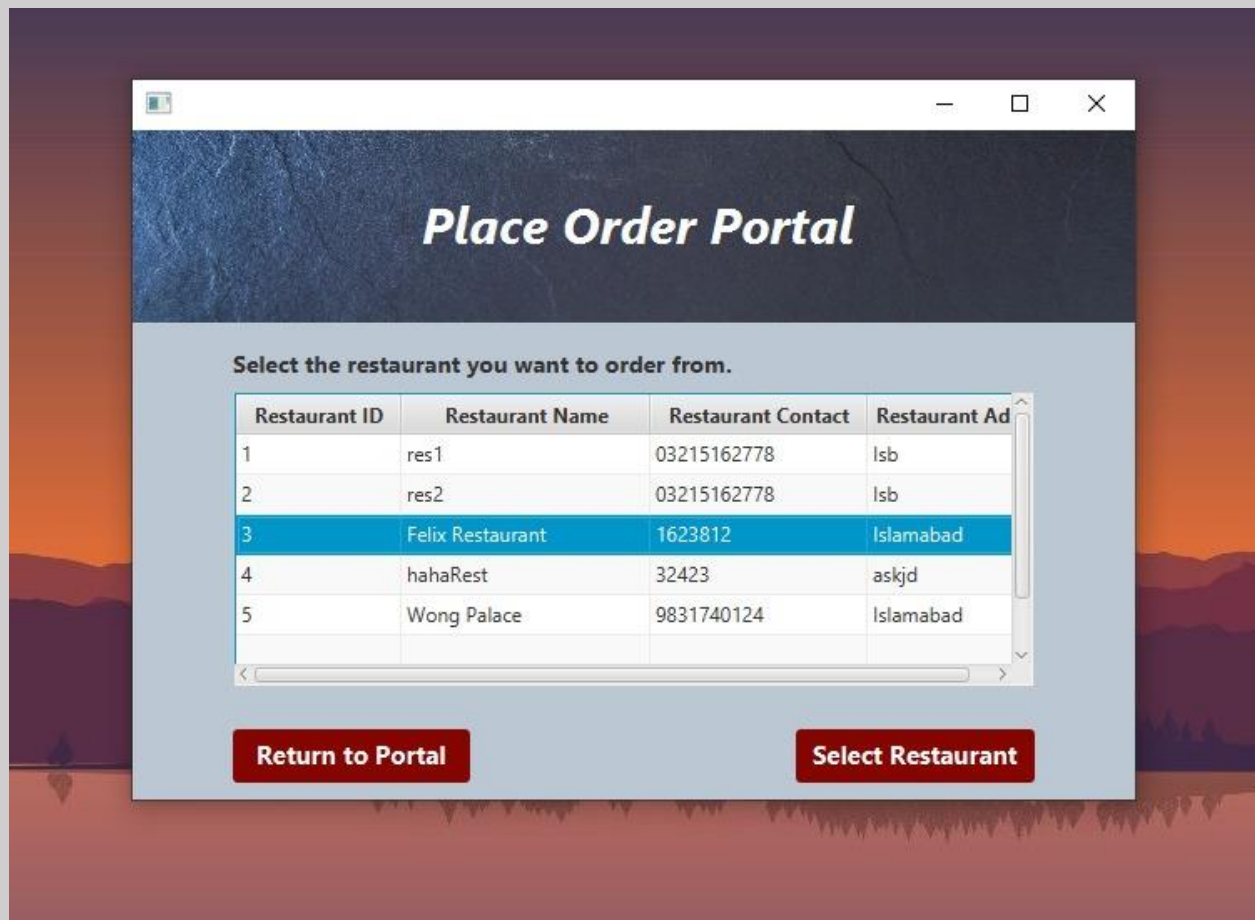 Place Order Portal
Select the restaurant you want to order from.
Restaurant ID Restaurant Name Restaurant Contact Restaurant Ad
1 res1 03215162778 Isb
2 res2 03215162778 Isb
3 Felix Restaurant 1623812 Islamabad
4 hahaRest 32423 askjd
5 Wong Palace 9831740124 Islamabad
Return to Portal Select Restaurant